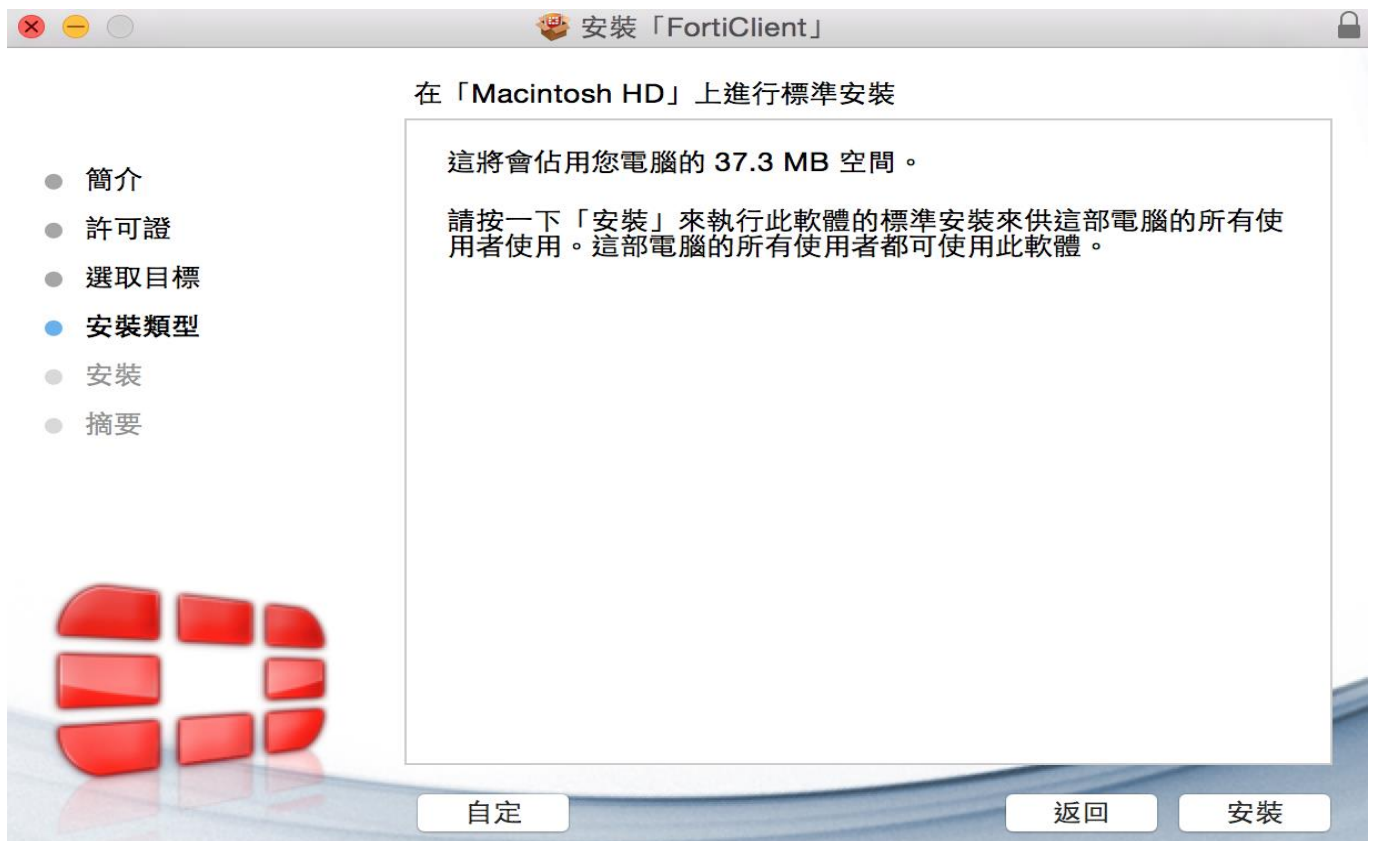 安裝「FortiClient」
在「Macintosh HD」上進行標準安裝
簡介
許可證
選取目標
安裝類型
安裝
摘要
這將會佔用您電腦的 37.3 MB 空間。
請按一下「安裝」來執行此軟體的標準安裝來供這部電腦的所有使
用者使用。這部電腦的所有使用者都可使用此軟體。
自定
返回
安裝